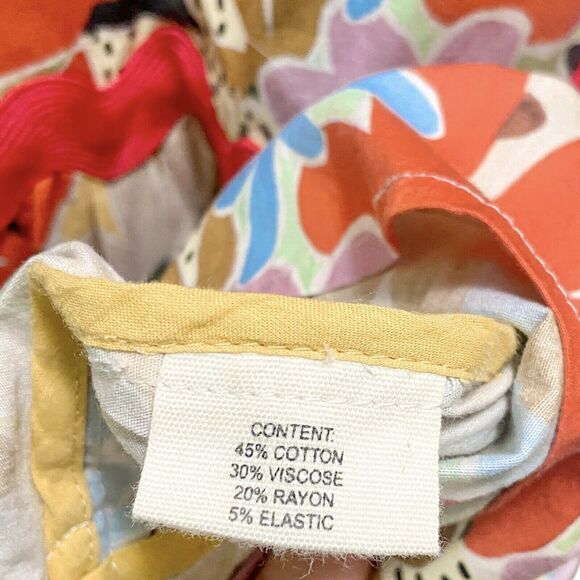 CONTENT:
45% COTTON
30% VISCOSE
20% RAYON
5% ELASTIC